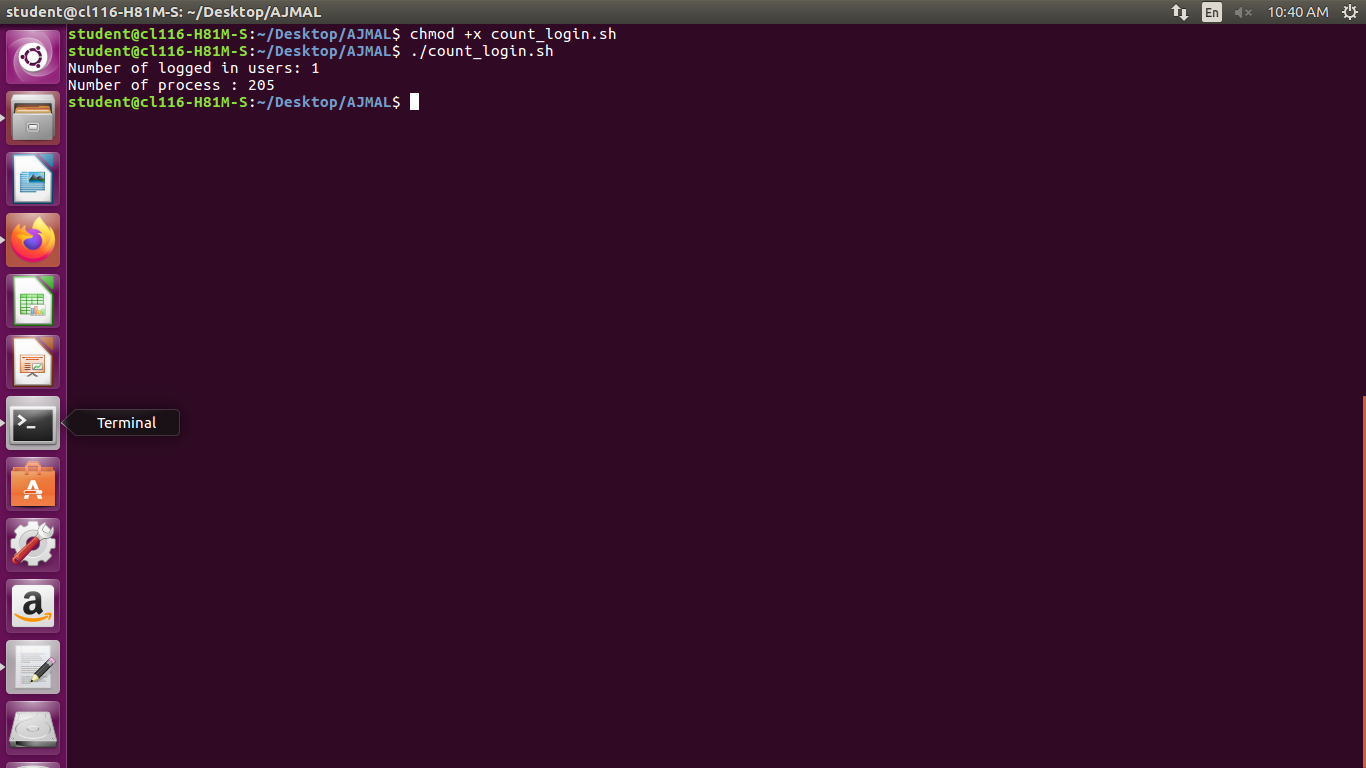 student@cl116-H81M-S: ~/Desktop/AJMAL
En
10:40 AM
student@cl116-H81M-S:~/Desktop/AJMAL$ chmod +x count_login.sh
student@cl116-H81M-S:~/Desktop/AJMAL$ ./count_login.sh
Number of logged in users: 1
Number of process : 205
student@cl116-H81M-S:~/Desktop/AJMAL$
>_
Terminal
A
a